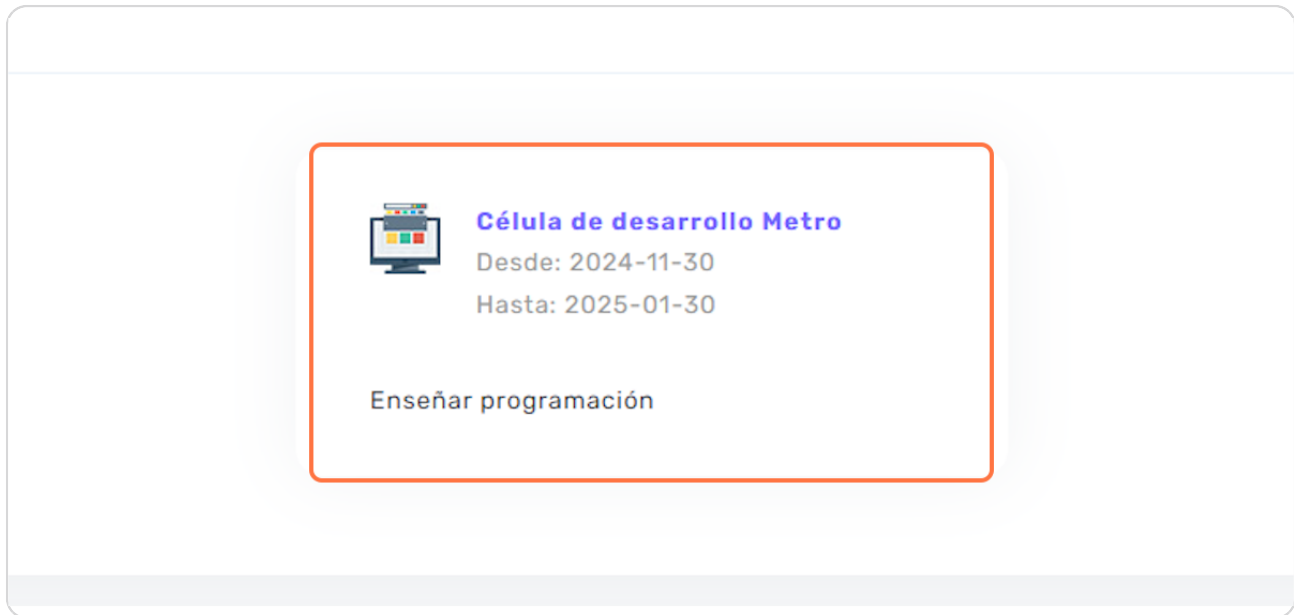 Célula de desarrollo Metro
Desde: 2024-11-30
Hasta: 2025-01-30
Enseñar programación